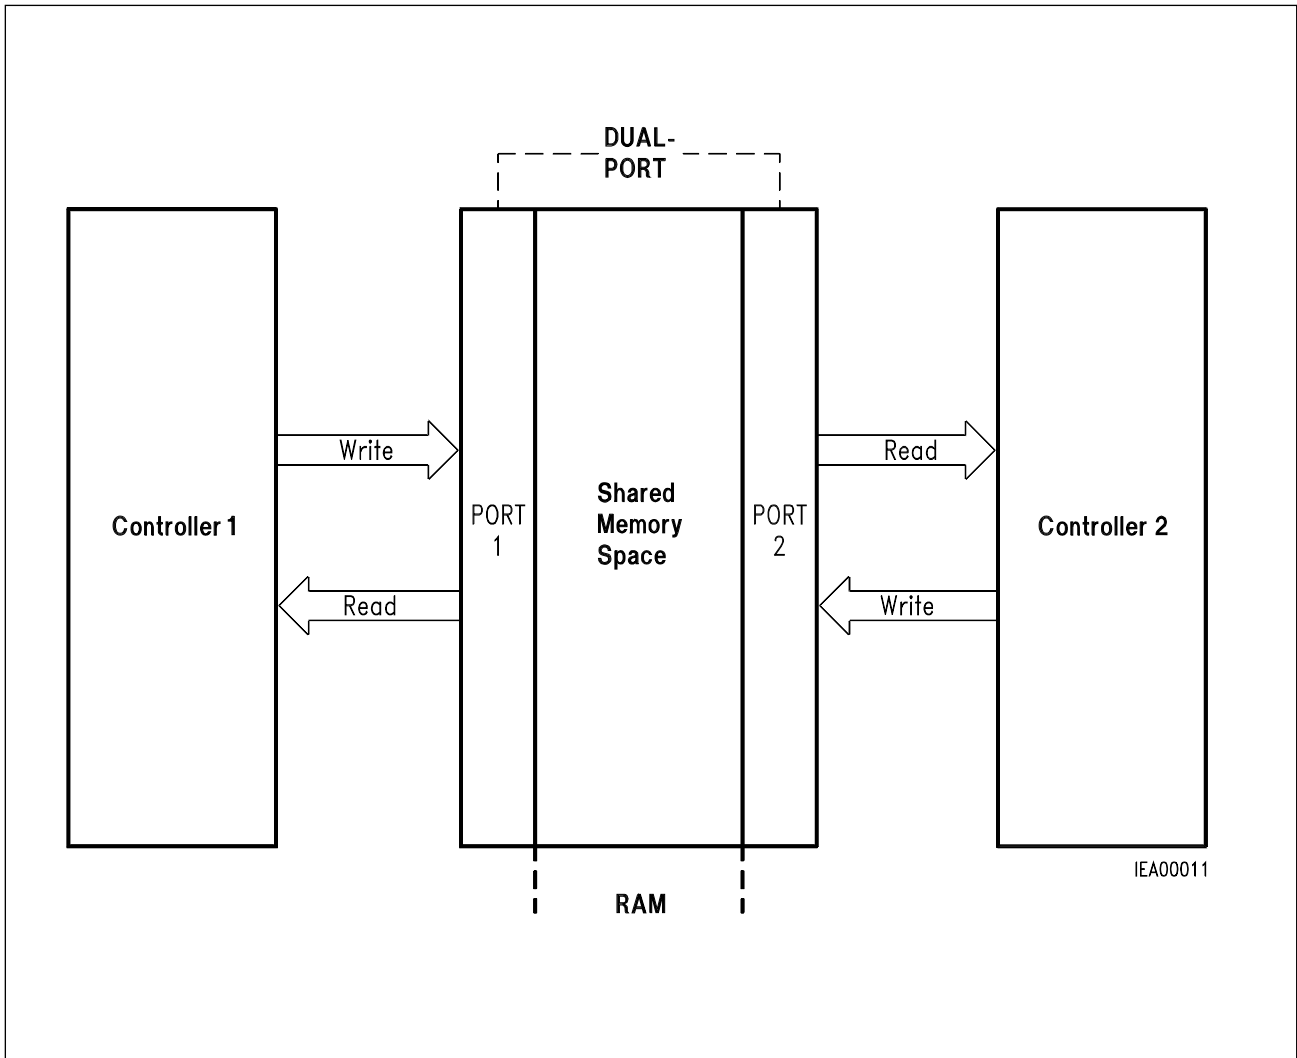 DUAL-
PORT
Write
Read
Controller 1
PORT
1
Shared
Memory
Space
PORT
2
Controller 2
Read
Write
IEA00011
RAM